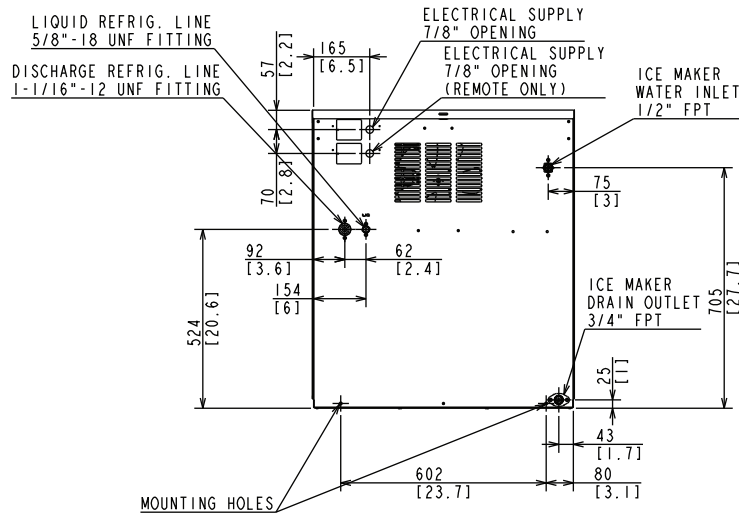 LIQUID REFRIG. LINE
5/8"-18 UNF FITTING
DISCHARGE REFRIG. LINE
1-1/16"-12 UNF FITTING
57
[2.2]
165
[6.5]
ELECTRICAL SUPPLY
7/8" OPENING
ELECTRICAL SUPPLY
7/8" OPENING
(REMOTE ONLY)
ICE MAKER
WATER INLET
1/2" FPT
70
[2.8]
75
[3]
92
[3.6]
62
[2.4]
154
[6]
524
[20.6]
705
[27.7]
ICE MAKER
DRAIN OUTLET
3/4" FPT
25
[1]
43
[1.7]
602
[23.7]
80
[3.1]
MOUNTING HOLES